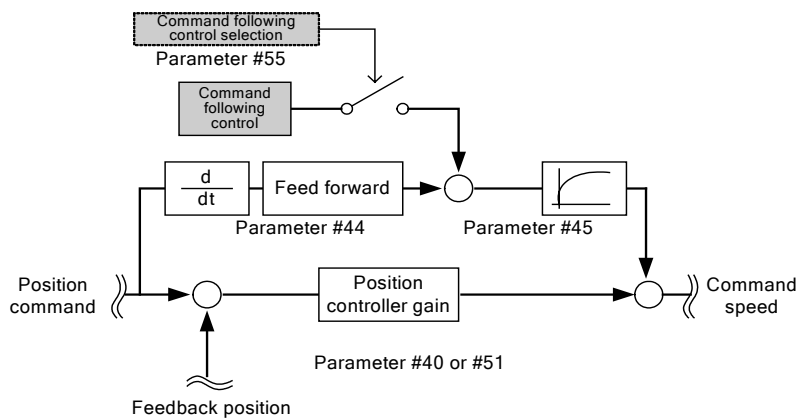 Command following
control selection
Parameter #55
Command
following
control
d
dt
Feed forward
Parameter #44
Parameter #45
Position
command
Position
controller gain
Command
speed
Parameter #40 or #51
Feedback position